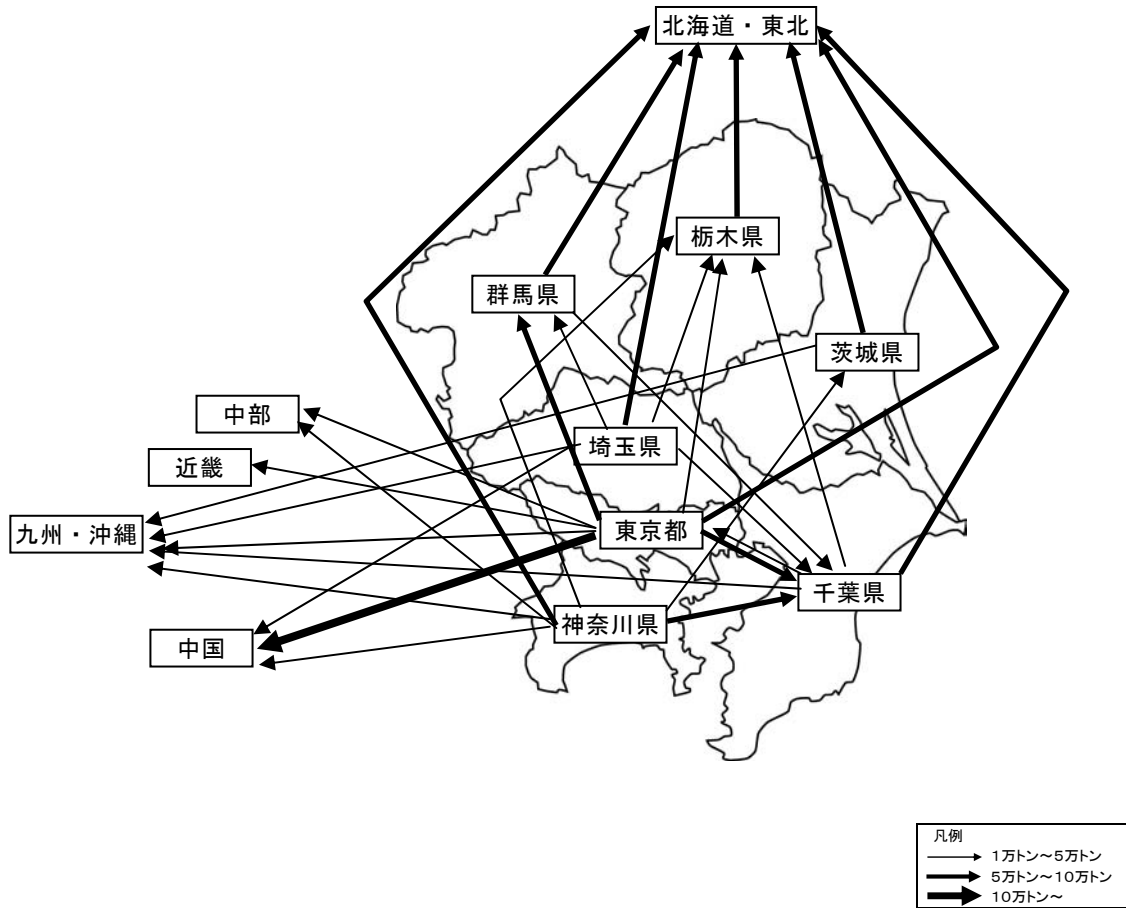 北海道・東北
栃木県
群馬県
茨城県
中部
埼玉県
近畿
九州・沖縄
東京都
千葉県
神奈川県
中国
凡例
1万トン～5万トン
5万トン～10万トン
10万トン～